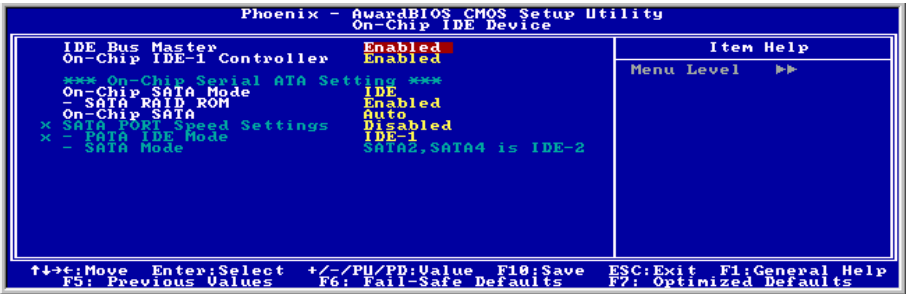 Phoenix - AwardBIOS CMOS Setup Utility
On-Chip IDE Device
IDE Bus Master Enabled
On-Chip IDE-1 Controller Enabled
*** On-Chip Serial ATA Setting ***
On-Chip SATA Mode IDE
- SATA RAID ROM Enabled
On-Chip SATA Auto
x SATA PORT Speed Settings Disabled
x - PATA IDE Mode IDE-1
- SATA Mode SATA2,SATA4 is IDE-2
Item Help
Menu Level ▶▶
↑↓→←:Move Enter:Select +/-/PU/PD:Value F10:Save ESC:Exit F1:General Help
F5: Previous Values F6: Fail-Safe Defaults F7: Optimized Defaults